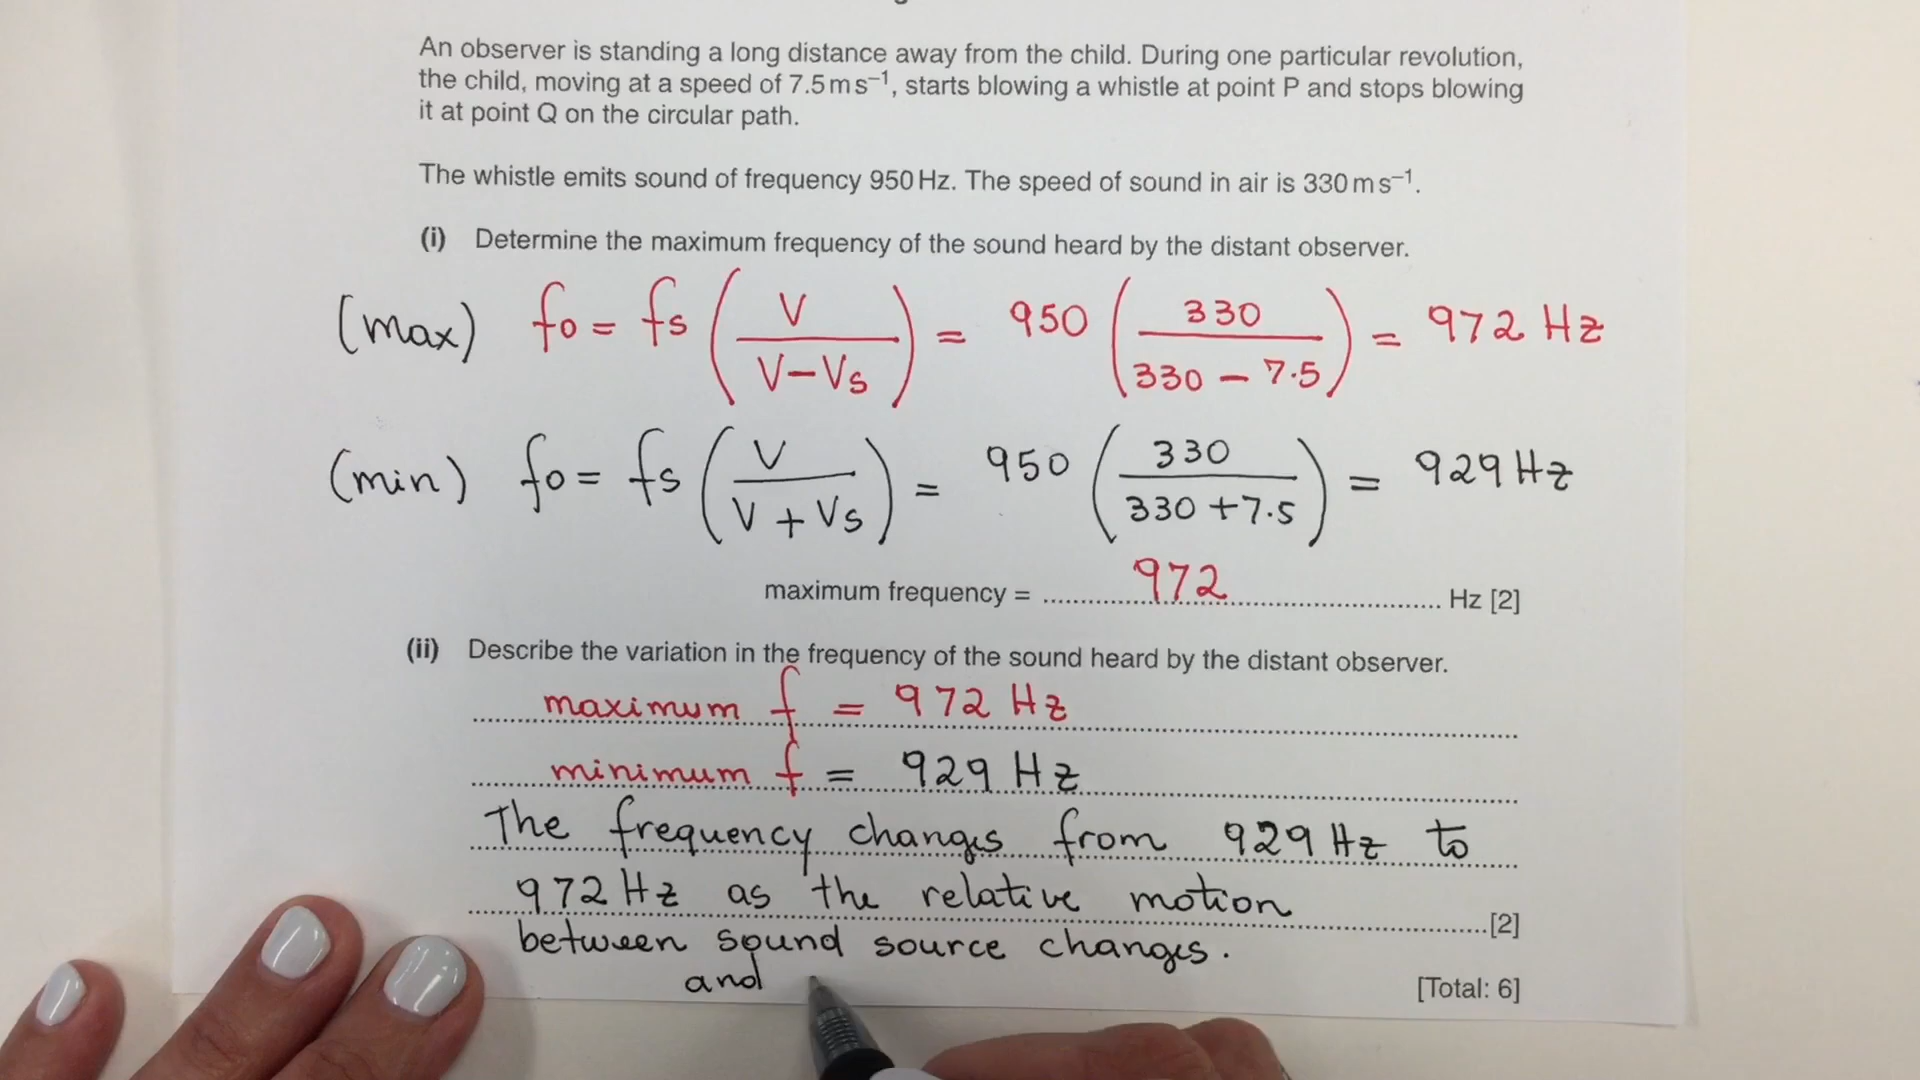 An observer is standing a long distance away from the child. During one particular revolution,
the child, moving at a speed of 7.5 m s⁻¹, starts blowing a whistle at point P and stops blowing
it at point Q on the circular path.
The whistle emits sound of frequency 950 Hz. The speed of sound in air is 330 m s⁻¹.
(i) Determine the maximum frequency of the sound heard by the distant observer.
(max) fo = fs (V / (V − Vs)) = 950 (330 / (330 − 7.5)) = 972 Hz
(min) fo = fs (V / (V + Vs)) = 950 (330 / (330 + 7.5)) = 929 Hz
maximum frequency = 972 Hz [2]
(ii) Describe the variation in the frequency of the sound heard by the distant observer.
maximum f = 972 Hz
minimum f = 929 Hz
The frequency changes from 929 Hz to
972 Hz as the relative motion
[2]
between sound source changes.
and
[Total: 6]